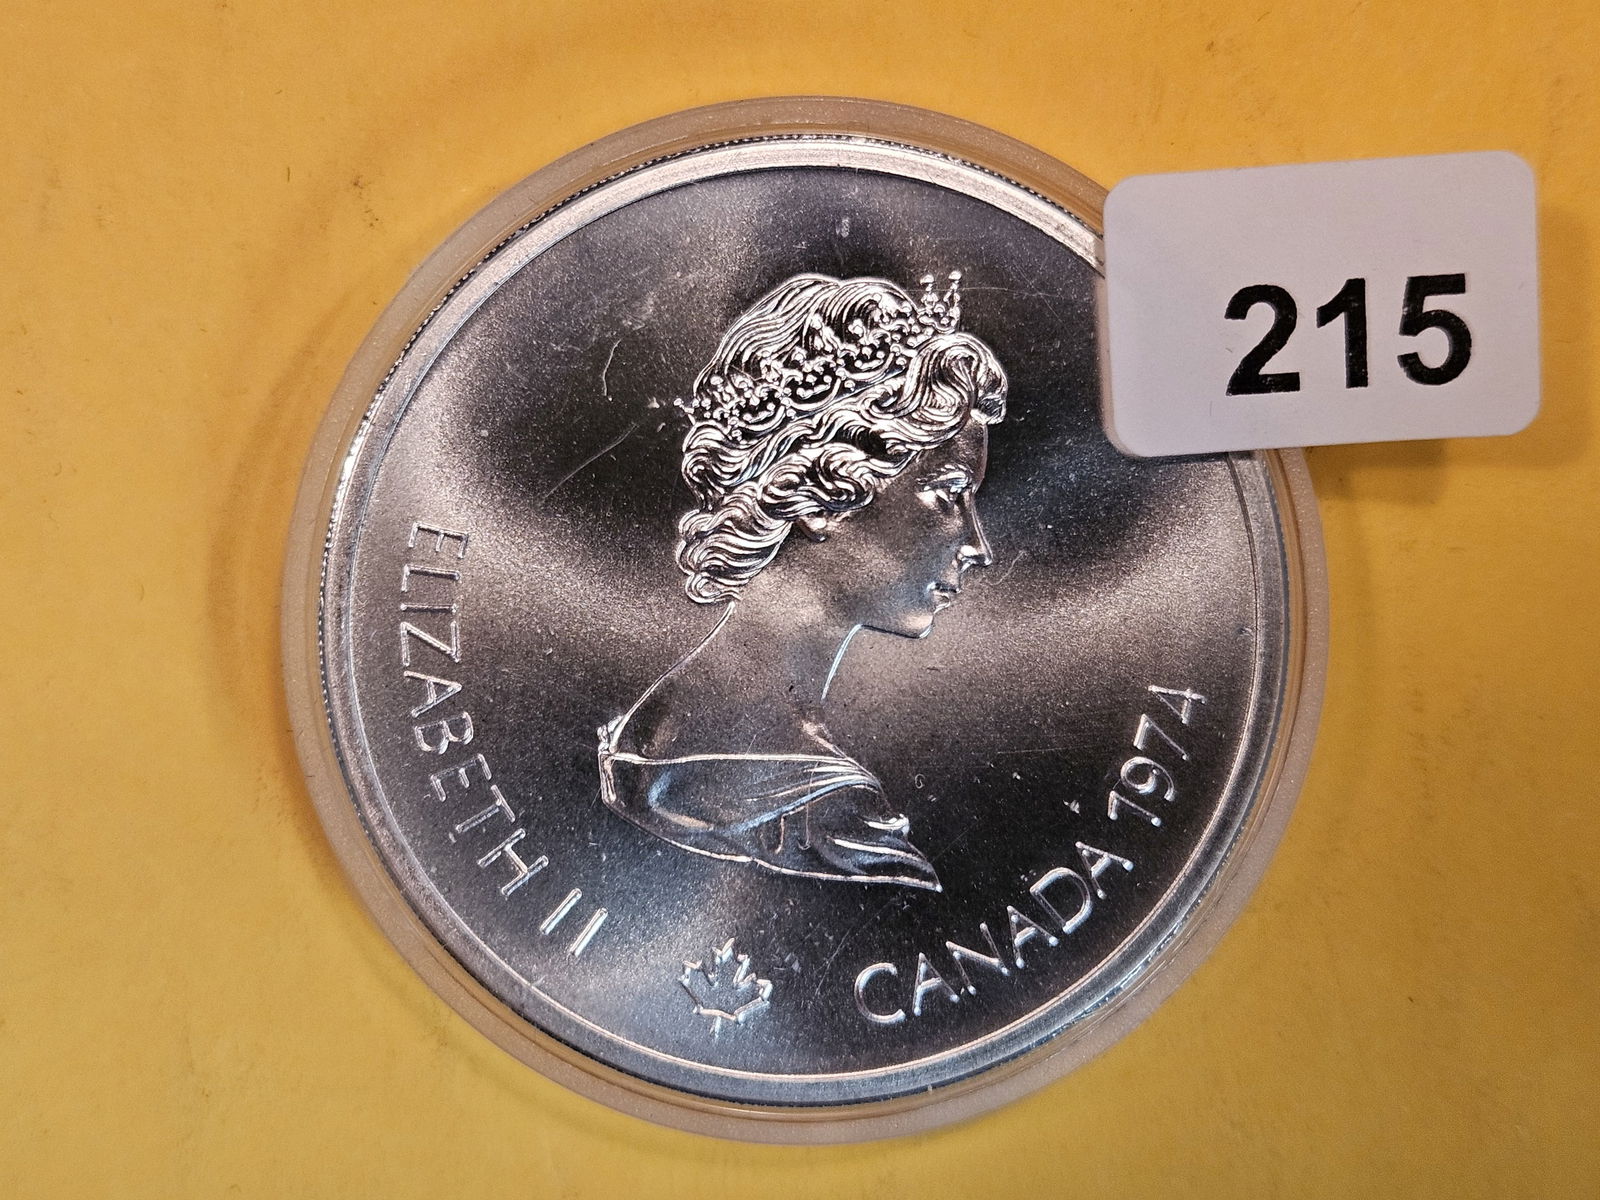 215
ELIZABETH II
CANADA 1974